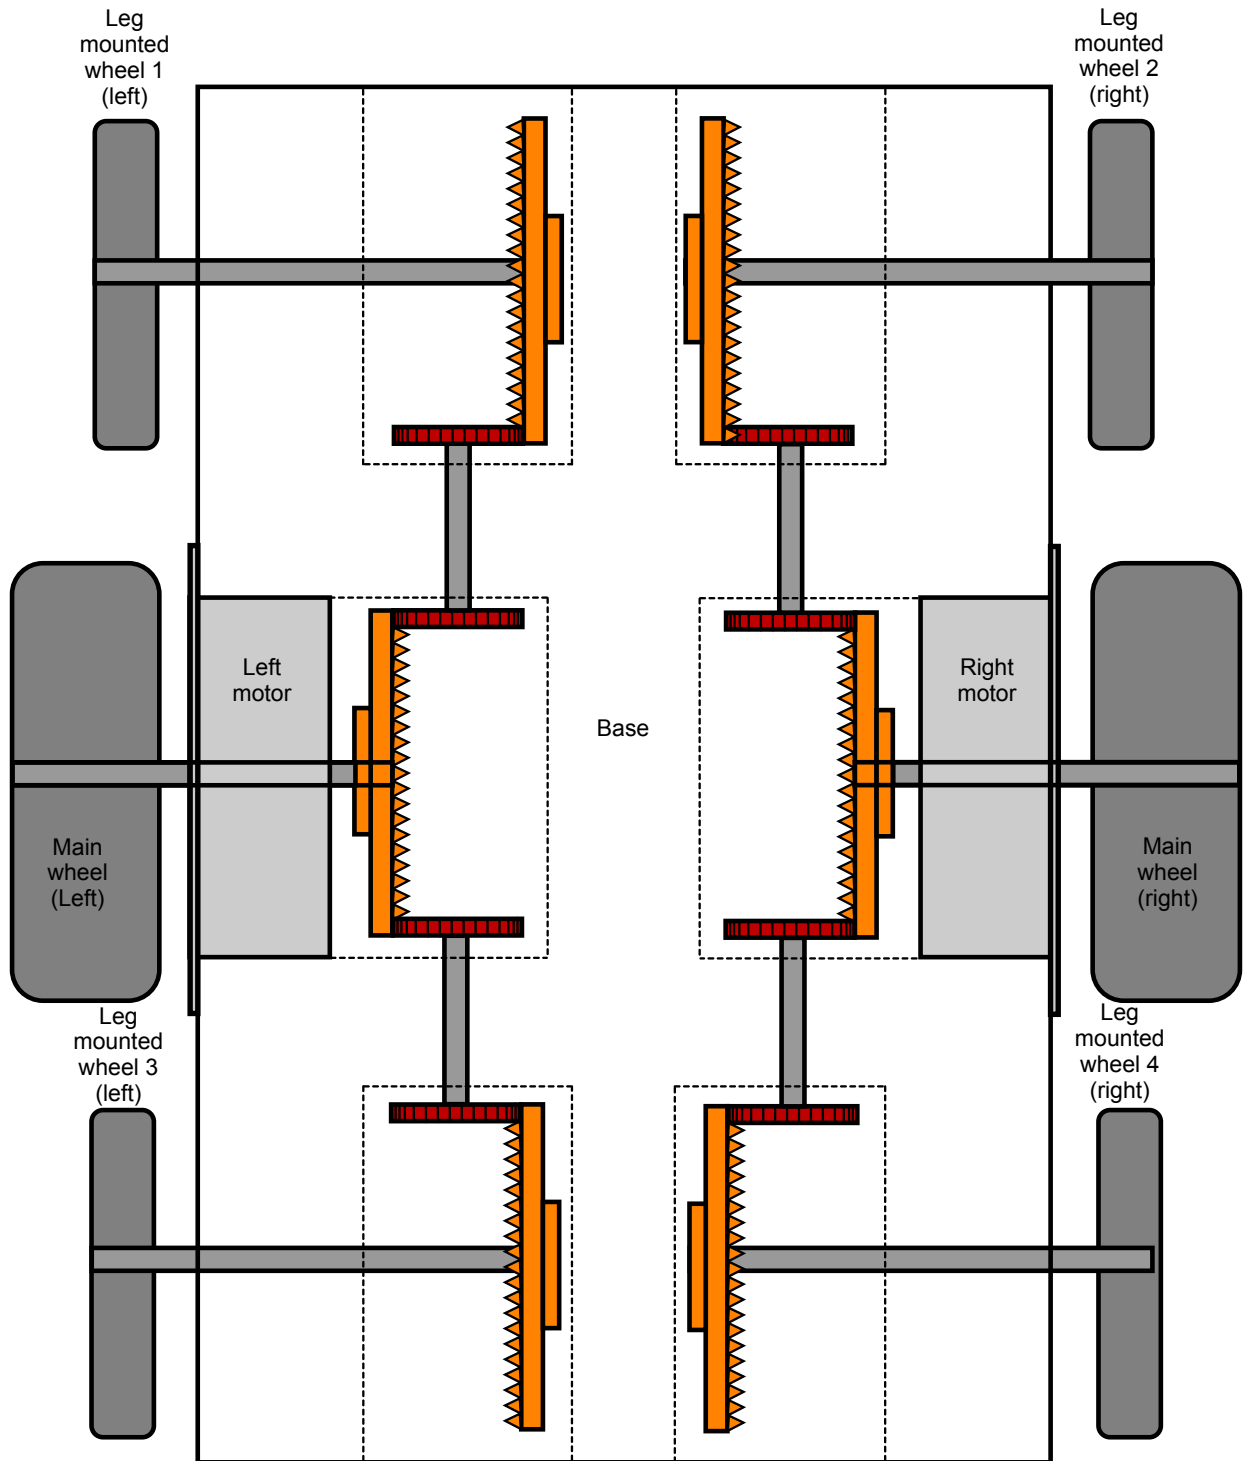 Leg
mounted
wheel 1
(left)
Leg
mounted
wheel 2
(right)
Left
motor
Right
motor
Base
Main
wheel
(Left)
Main
wheel
(right)
Leg
mounted
wheel 3
(left)
Leg
mounted
wheel 4
(right)